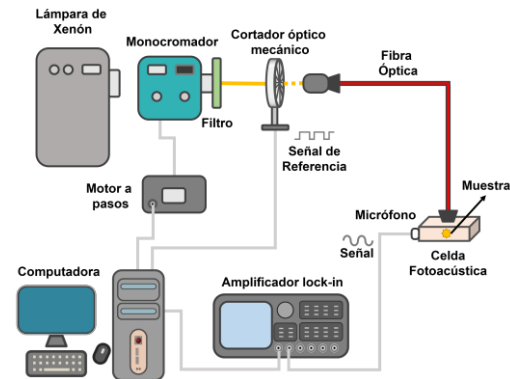 Lámpara de
Xenón
Monocromador
Cortador óptico
mecánico
Fibra
Óptica
Filtro
Señal de
Referencia
Motor a
pasos
Muestra
Micrófono
Señal
Celda
Fotoacústica
Computadora
Amplificador lock-in